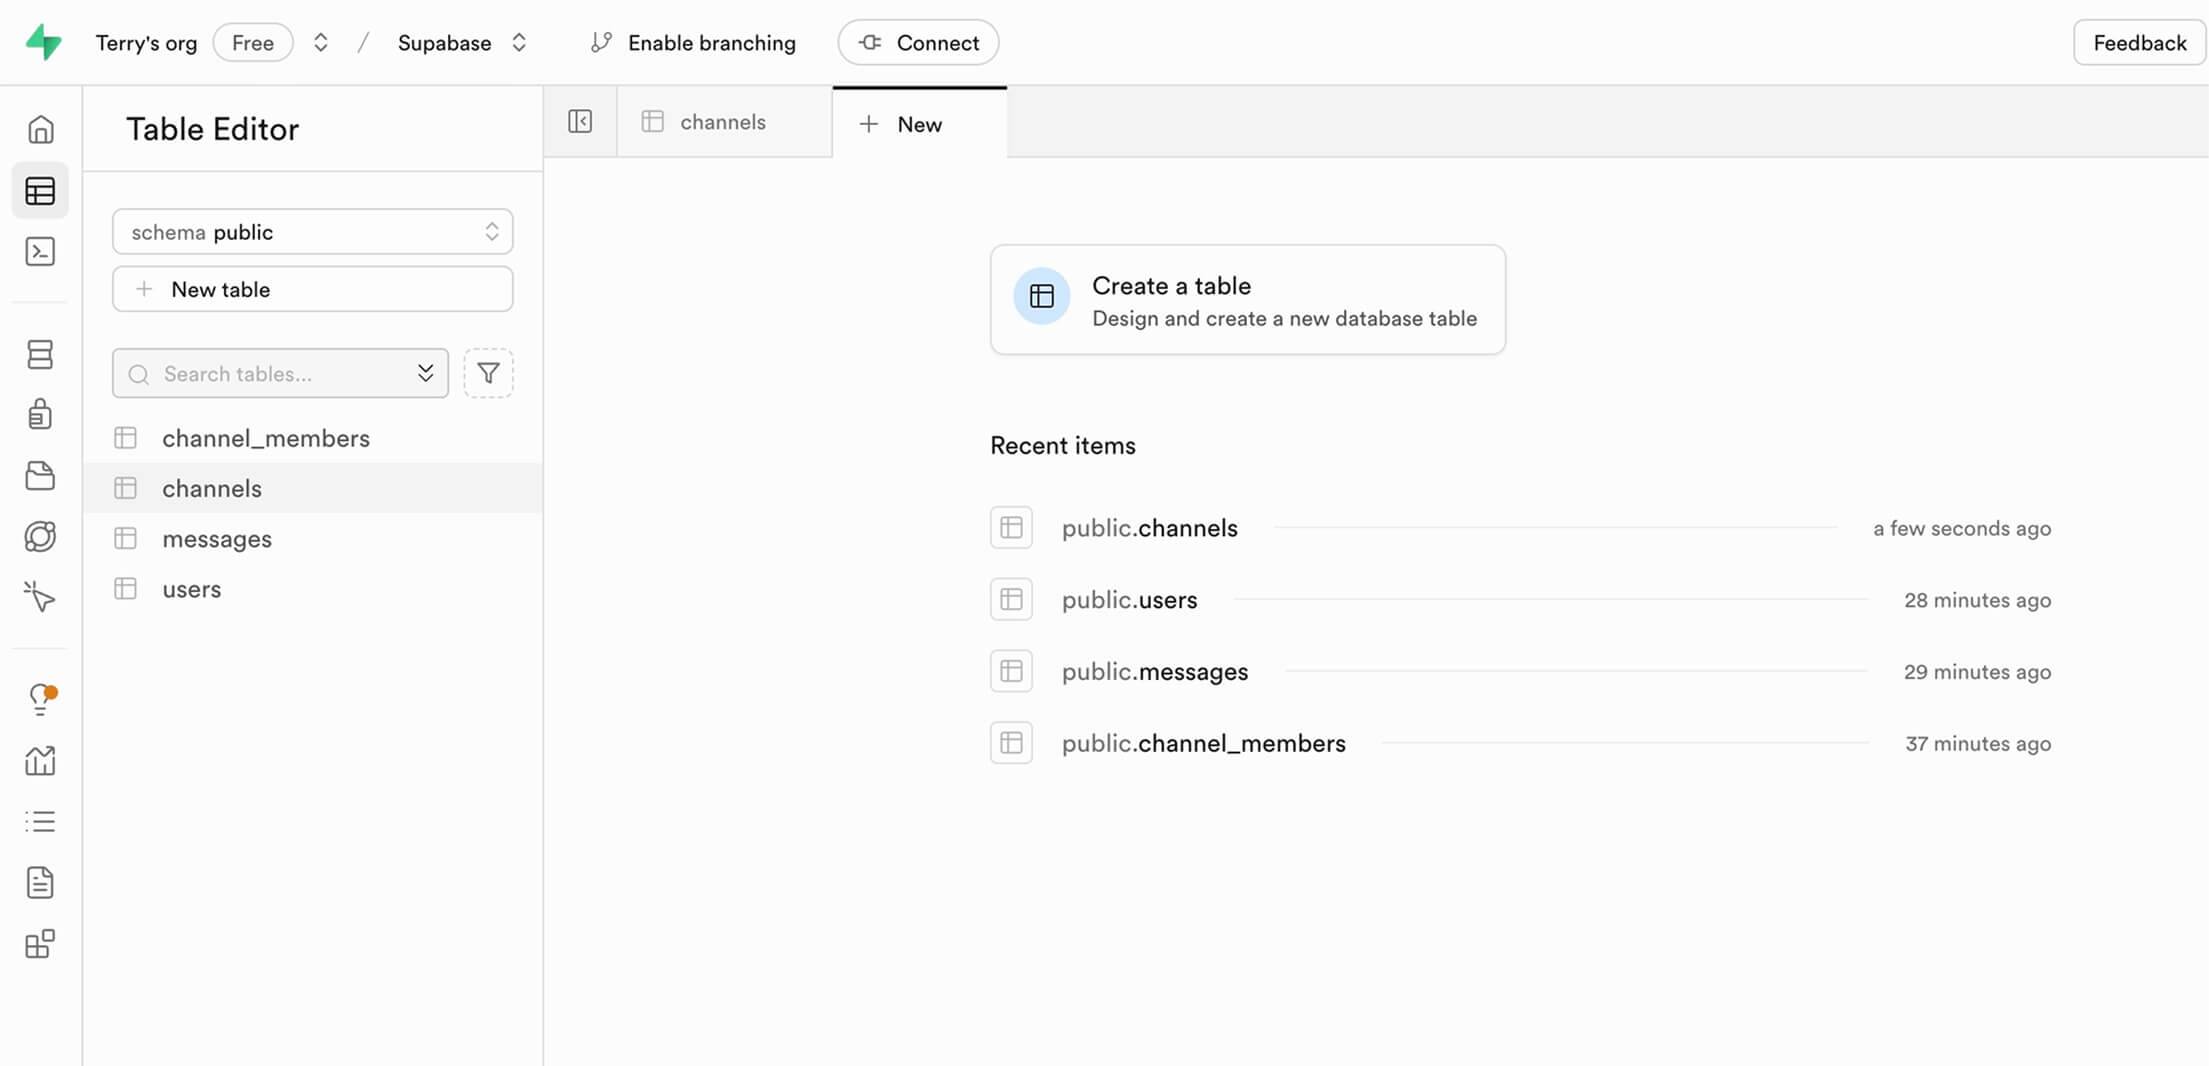 Terry's org Free / Supabase Enable branching Connect Feedback
Table Editor
channels
New
schema public
New table
Search tables...
channel_members
channels
messages
users
Create a table
Design and create a new database table
Recent items
public.channels a few seconds ago
public.users 28 minutes ago
public.messages 29 minutes ago
public.channel_members 37 minutes ago